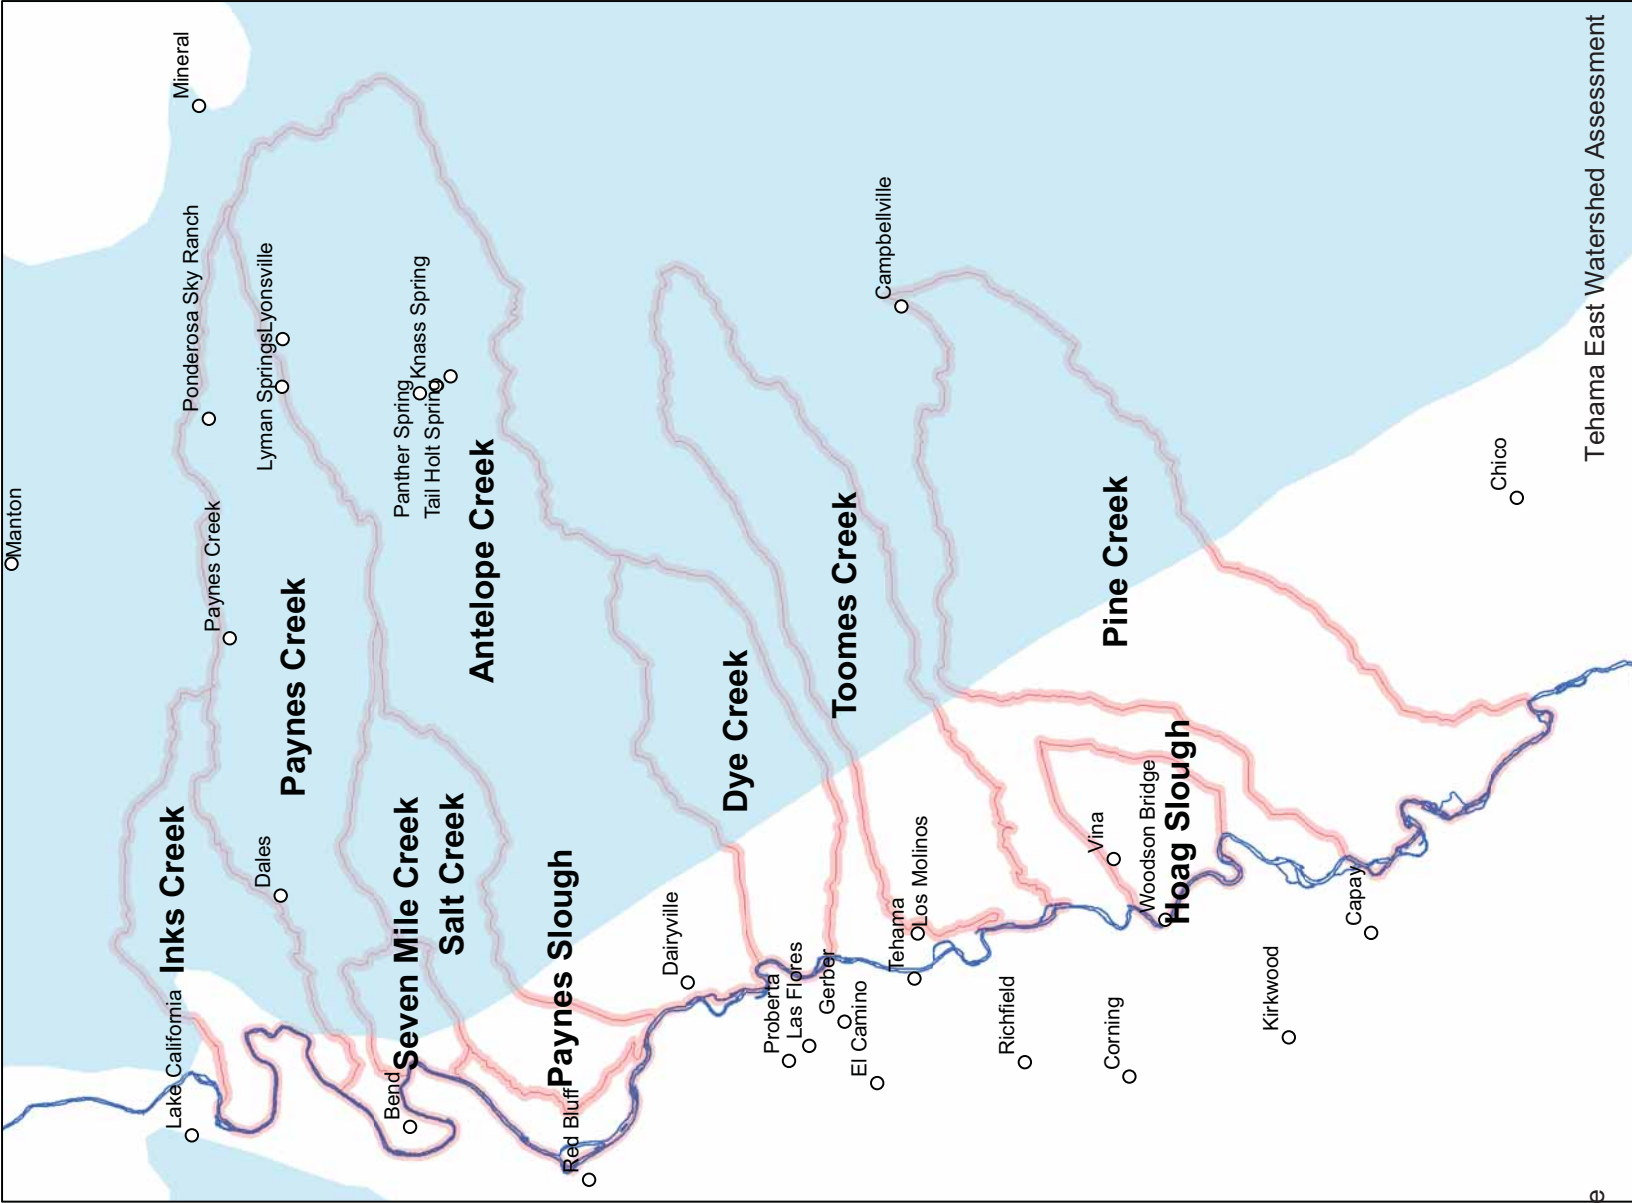 Manton
Mineral
Ponderosa Sky Ranch
Lyonsville
Lyman Springs
Paynes Creek
Knass Spring
Panther Spring
Tail Holt Spring
Campbellville
Paynes Creek
Antelope Creek
Toomes Creek
Pine Creek
Chico
Inks Creek
Dales
Seven Mile Creek
Salt Creek
Paynes Slough
Dye Creek
Hoag Slough
Woodson Bridge
Vina
Los Molinos
Tehama
Dairyville
Lake California
Bend
Red Bluff
Proberta
Las Flores
Gerber
El Camino
Richfield
Corning
Kirkwood
Capay
Tehama East Watershed Assessment
e